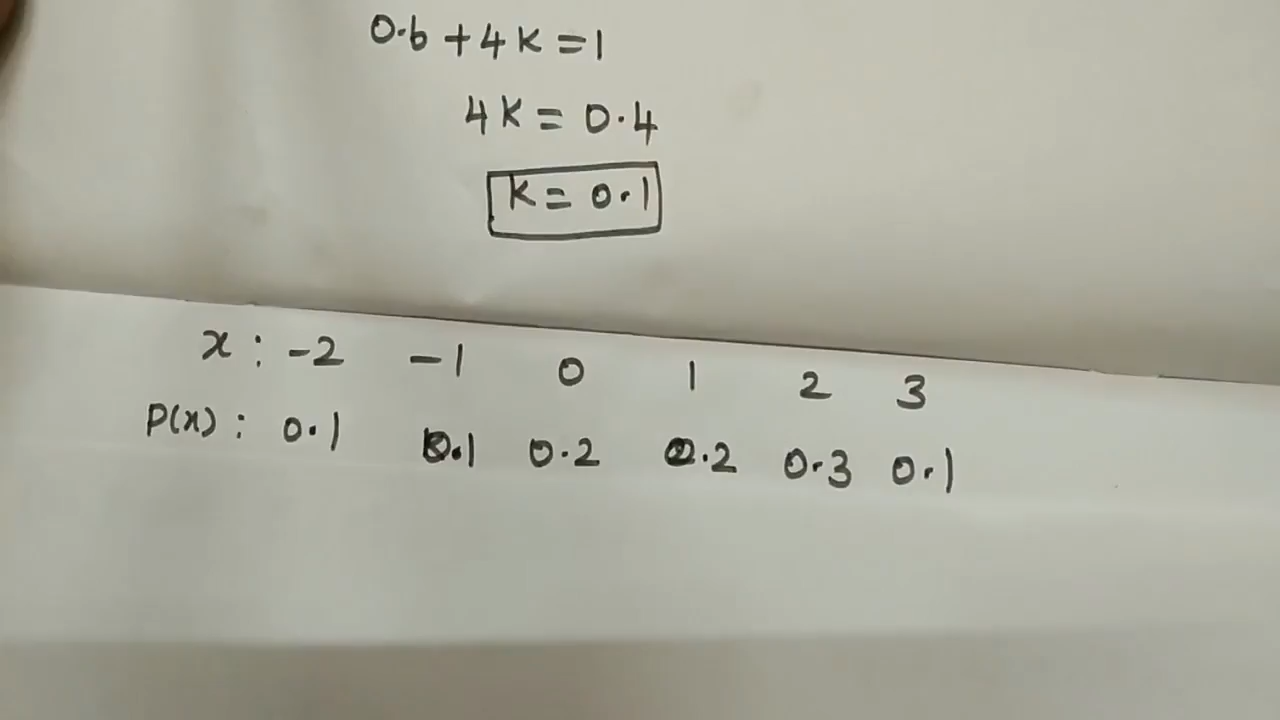 0.6 + 4K = 1
4K = 0.4
K = 0.1
x : -2 -1 0 1 2 3
P(x) : 0.1 0.1 0.2 0.2 0.3 0.1